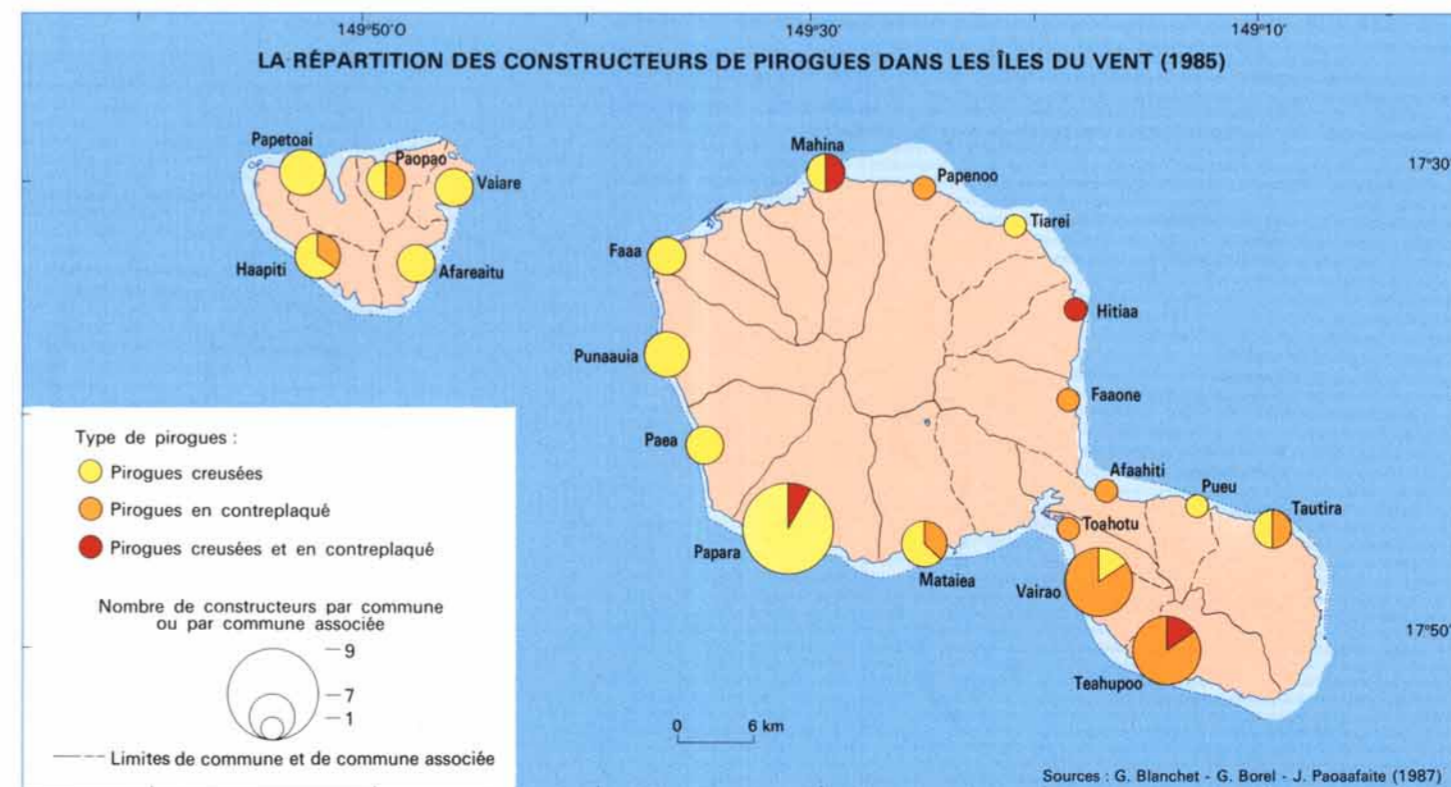 149°50'O
149°30'
149°10'
LA RÉPARTITION DES CONSTRUCTEURS DE PIROGUES DANS LES ÎLES DU VENT (1985)
Papetoai
Paopao
Vaiare
Haapiti
Afareaitu
Mahina
Papenoo
17°30'
Tiarei
Faaa
Hitiaa
Punaauia
Faaone
Paea
Afaahiti
Pueu
Tautira
Toahotu
Papara
Mataiea
Vairao
17°50'
Teahupoo
Type de pirogues :
Pirogues creusées
Pirogues en contreplaqué
Pirogues creusées et en contreplaqué
Nombre de constructeurs par commune
ou par commune associée
9
7
1
Limites de commune et de commune associée
0 6 km
Sources : G. Blanchet - G. Borel - J. Paoaafaite (1987)